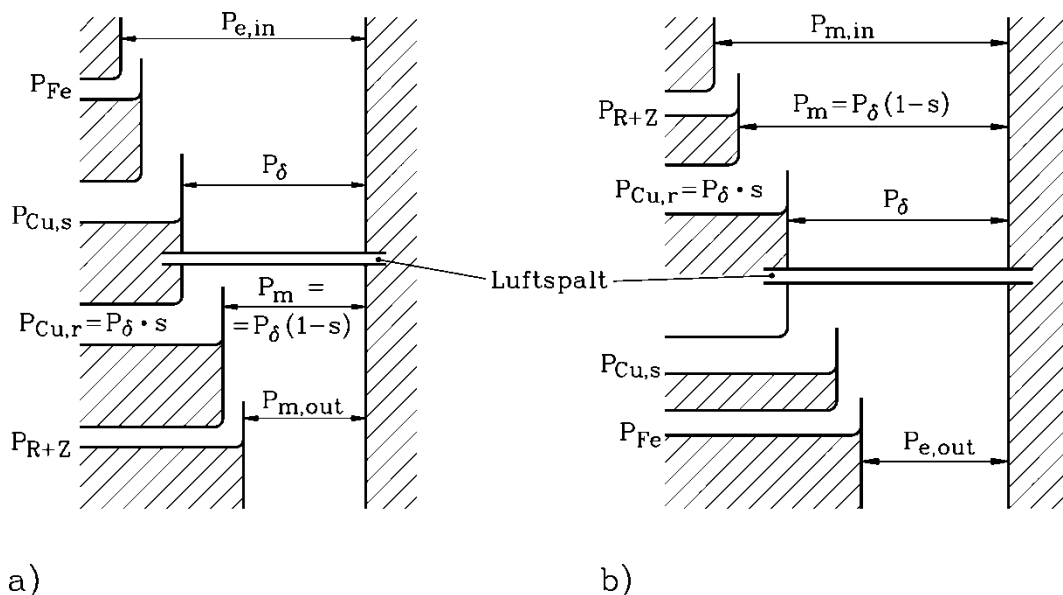 P_e,in
P_Fe
P_δ
P_Cu,s
P_m =
P_Cu,r=P_δ·s
=P_δ(1-s)
P_m,out
P_R+Z
a)
Luftspalt
P_m,in
P_m=P_δ(1-s)
P_R+Z
P_Cu,r=P_δ·s
P_δ
P_Cu,s
P_Fe
P_e,out
b)